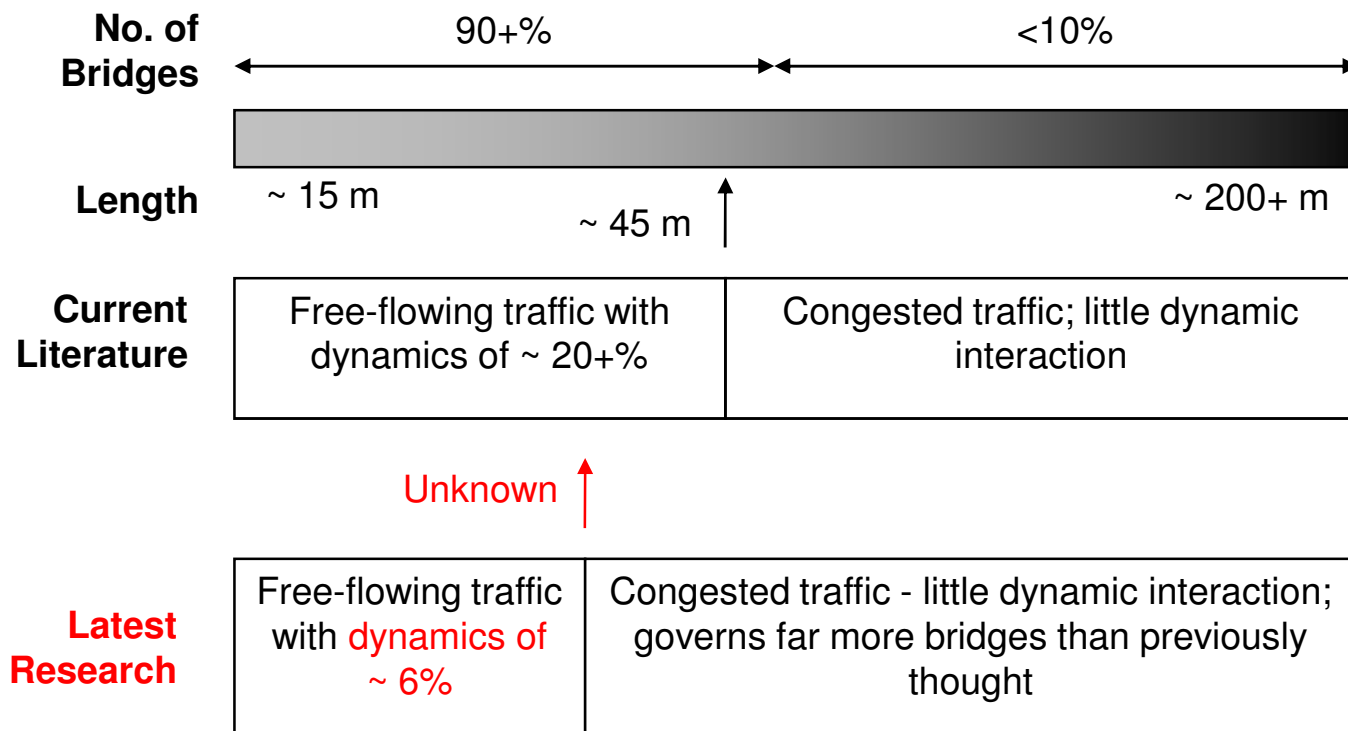 No. of
Bridges
90+%
<10%
Length
~ 15 m
~ 45 m
~ 200+ m
Current
Literature
Free-flowing traffic with
dynamics of ~ 20+%
Congested traffic; little dynamic
interaction
Unknown
Latest
Research
Free-flowing traffic
with dynamics of
~ 6%
Congested traffic - little dynamic interaction;
governs far more bridges than previously
thought